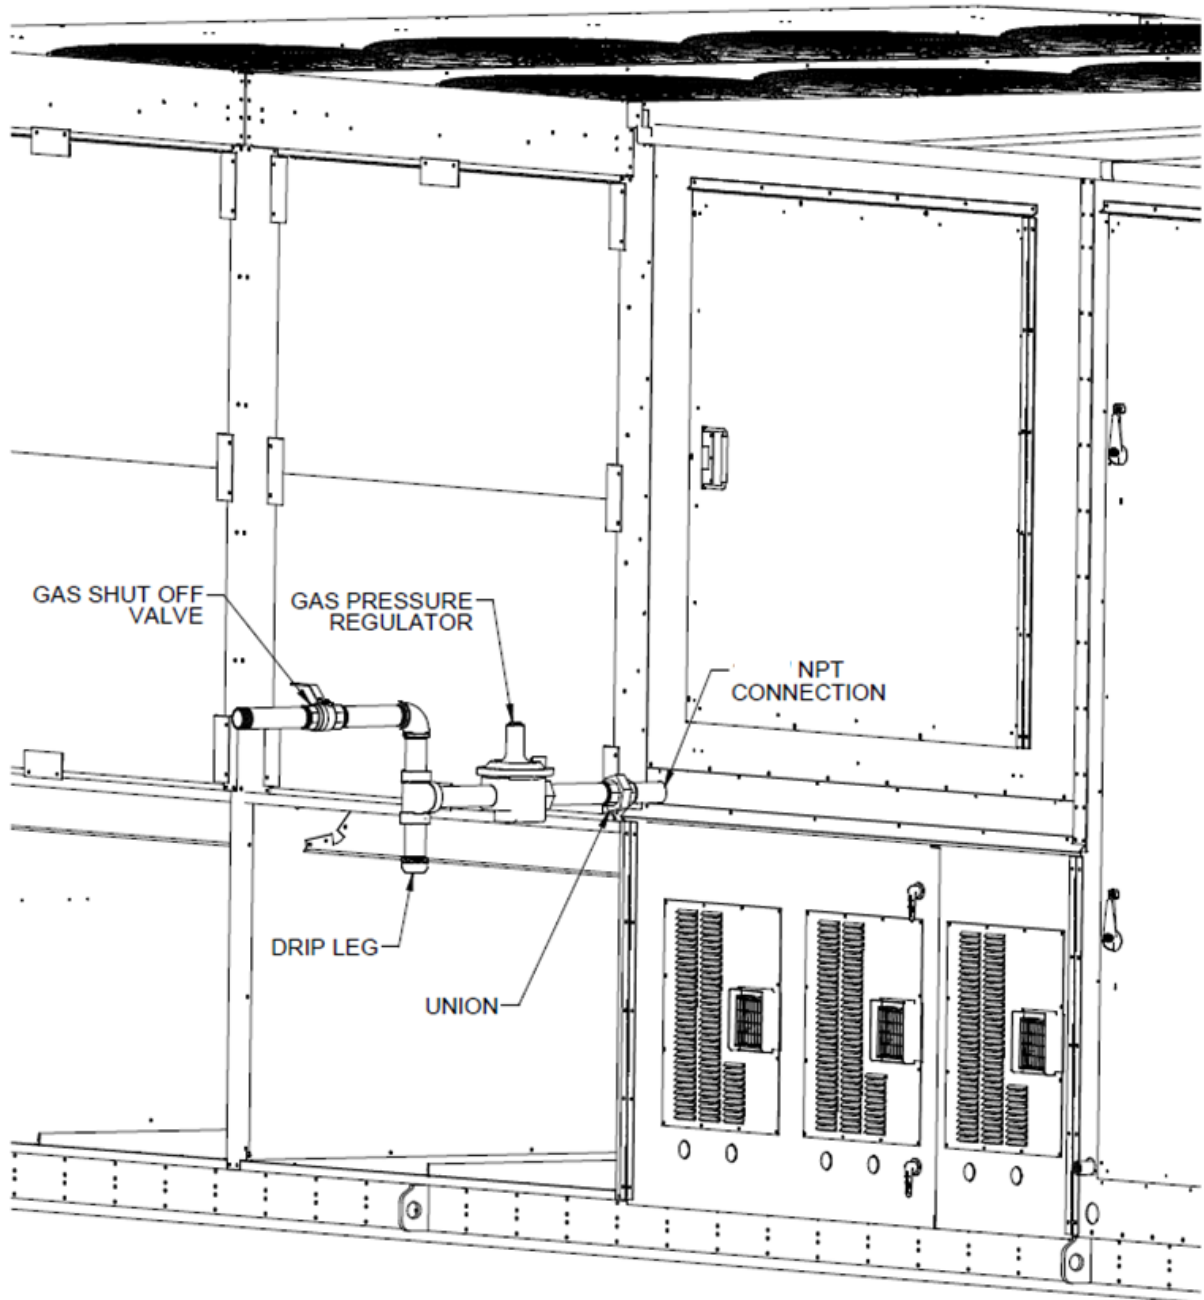 GAS SHUT OFF
VALVE
GAS PRESSURE
REGULATOR
NPT
CONNECTION
DRIP LEG
UNION